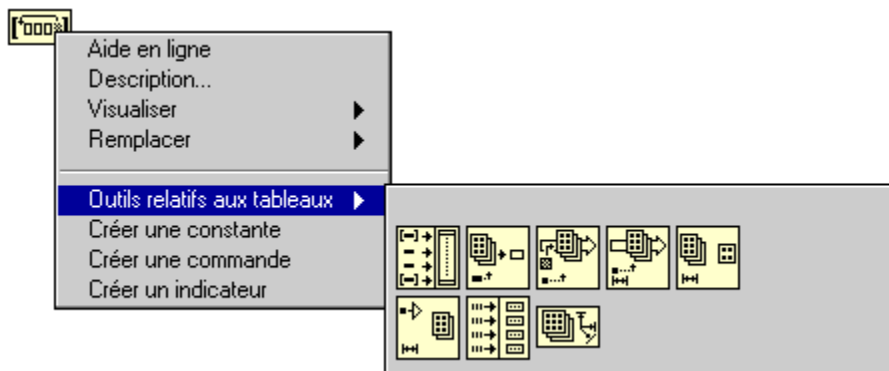 Aide en ligne
Description...
Visualiser
Remplacer
Outils relatifs aux tableaux
Créer une constante
Créer une commande
Créer un indicateur